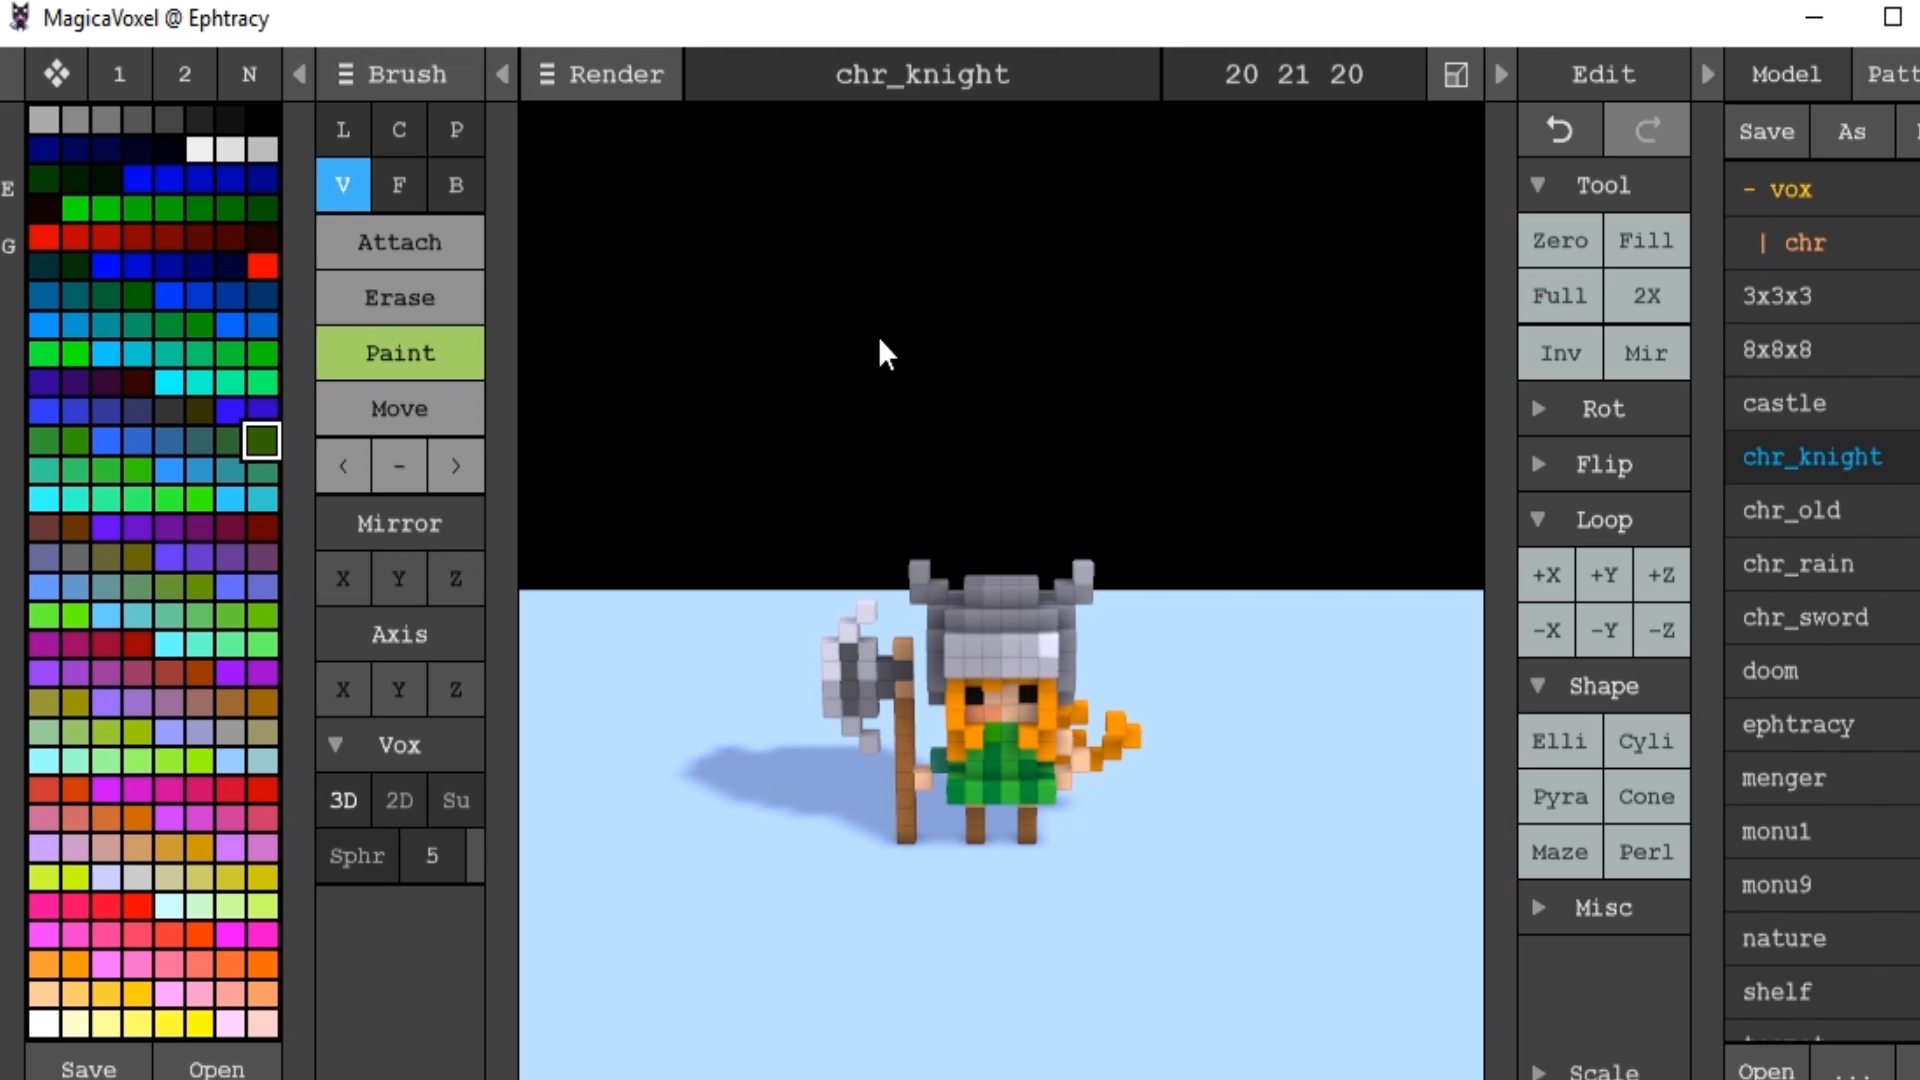 MagicaVoxel @ Ephtracy
1 2 N Brush Render chr_knight 20 21 20 Edit Model Patt
L C P
Save As
E
V F B
Tool
- vox
G
Attach
Zero Fill
| chr
Erase
Full 2X
3x3x3
Paint
Inv Mir
8x8x8
Move
Rot
castle
< - >
Flip
chr_knight
Mirror
Loop
chr_old
X Y Z
+X +Y +Z
chr_rain
Axis
-X -Y -Z
chr_sword
X Y Z
Shape
doom
Vox
Elli Cyli
ephtracy
3D 2D Su
Pyra Cone
menger
Sphr 5
Maze Perl
monu1
Misc
monu9
nature
shelf
Save Open
Scale
Open ...